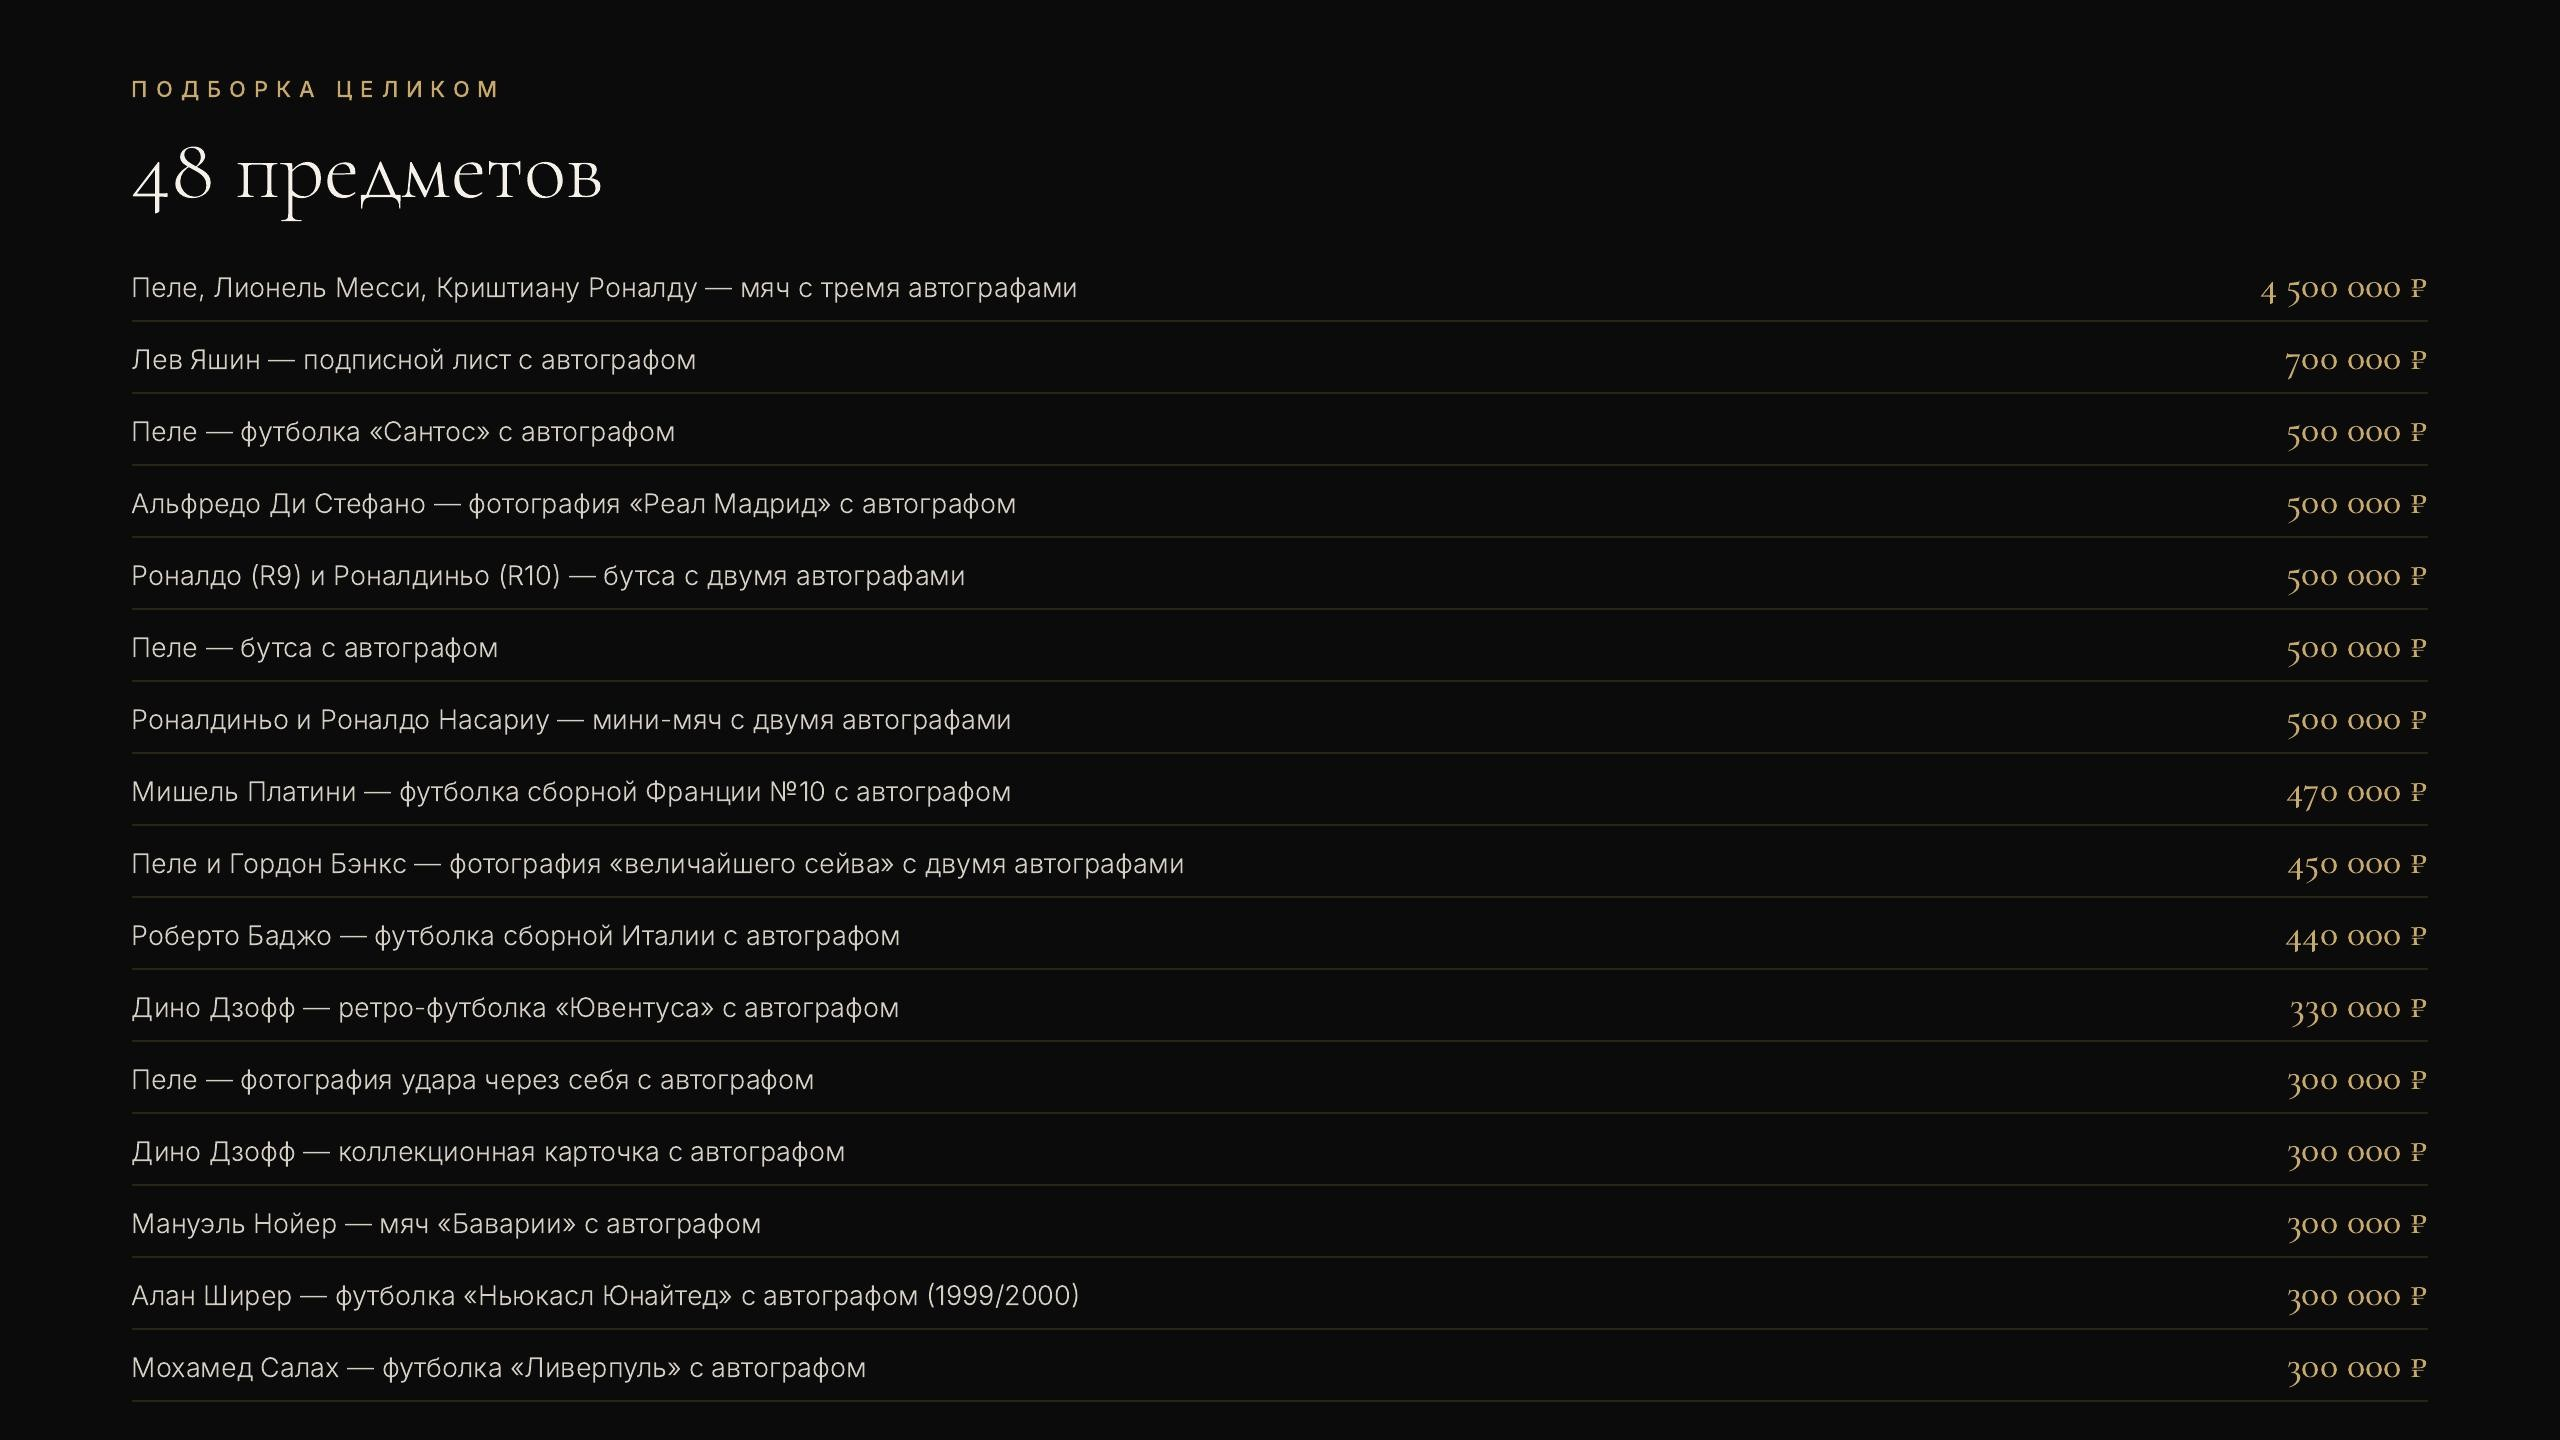 ПОДБОРКА ЦЕЛИКОМ
48 предметов
Пеле, Лионель Месси, Криштиану Роналду — мяч с тремя автографами 4 500 000 ₽
Лев Яшин — подписной лист с автографом 700 000 ₽
Пеле — футболка «Сантос» с автографом 500 000 ₽
Альфредо Ди Стефано — фотография «Реал Мадрид» с автографом 500 000 ₽
Роналдо (R9) и Роналдиньо (R10) — бутса с двумя автографами 500 000 ₽
Пеле — бутса с автографом 500 000 ₽
Роналдиньо и Роналдо Насариу — мини-мяч с двумя автографами 500 000 ₽
Мишель Платини — футболка сборной Франции №10 с автографом 470 000 ₽
Пеле и Гордон Бэнкс — фотография «величайшего сейва» с двумя автографами 450 000 ₽
Роберто Баджо — футболка сборной Италии с автографом 440 000 ₽
Дино Дзофф — ретро-футболка «Ювентуса» с автографом 330 000 ₽
Пеле — фотография удара через себя с автографом 300 000 ₽
Дино Дзофф — коллекционная карточка с автографом 300 000 ₽
Мануэль Нойер — мяч «Баварии» с автографом 300 000 ₽
Алан Ширер — футболка «Ньюкасл Юнайтед» с автографом (1999/2000) 300 000 ₽
Мохамед Салах — футболка «Ливерпуль» с автографом 300 000 ₽